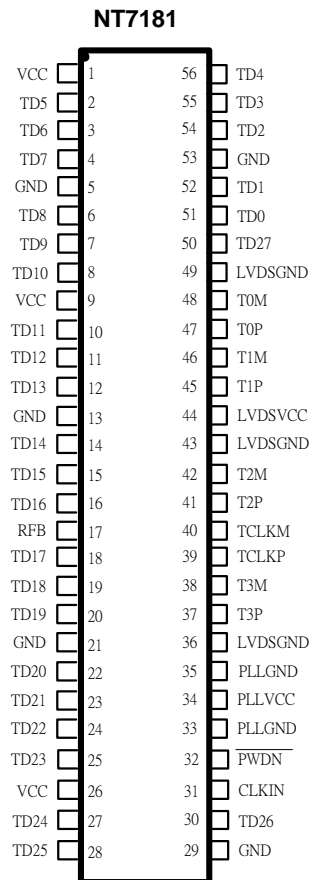 NT7181
VCC 1 56 TD4
TD5 2 55 TD3
TD6 3 54 TD2
TD7 4 53 GND
GND 5 52 TD1
TD8 6 51 TD0
TD9 7 50 TD27
TD10 8 49 LVDSGND
VCC 9 48 T0M
TD11 10 47 T0P
TD12 11 46 T1M
TD13 12 45 T1P
GND 13 44 LVDSVCC
TD14 14 43 LVDSGND
TD15 15 42 T2M
TD16 16 41 T2P
RFB 17 40 TCLKM
TD17 18 39 TCLKP
TD18 19 38 T3M
TD19 20 37 T3P
GND 21 36 LVDSGND
TD20 22 35 PLLGND
TD21 23 34 PLLVCC
TD22 24 33 PLLGND
TD23 25 32 PWDN
VCC 26 31 CLKIN
TD24 27 30 TD26
TD25 28 29 GND